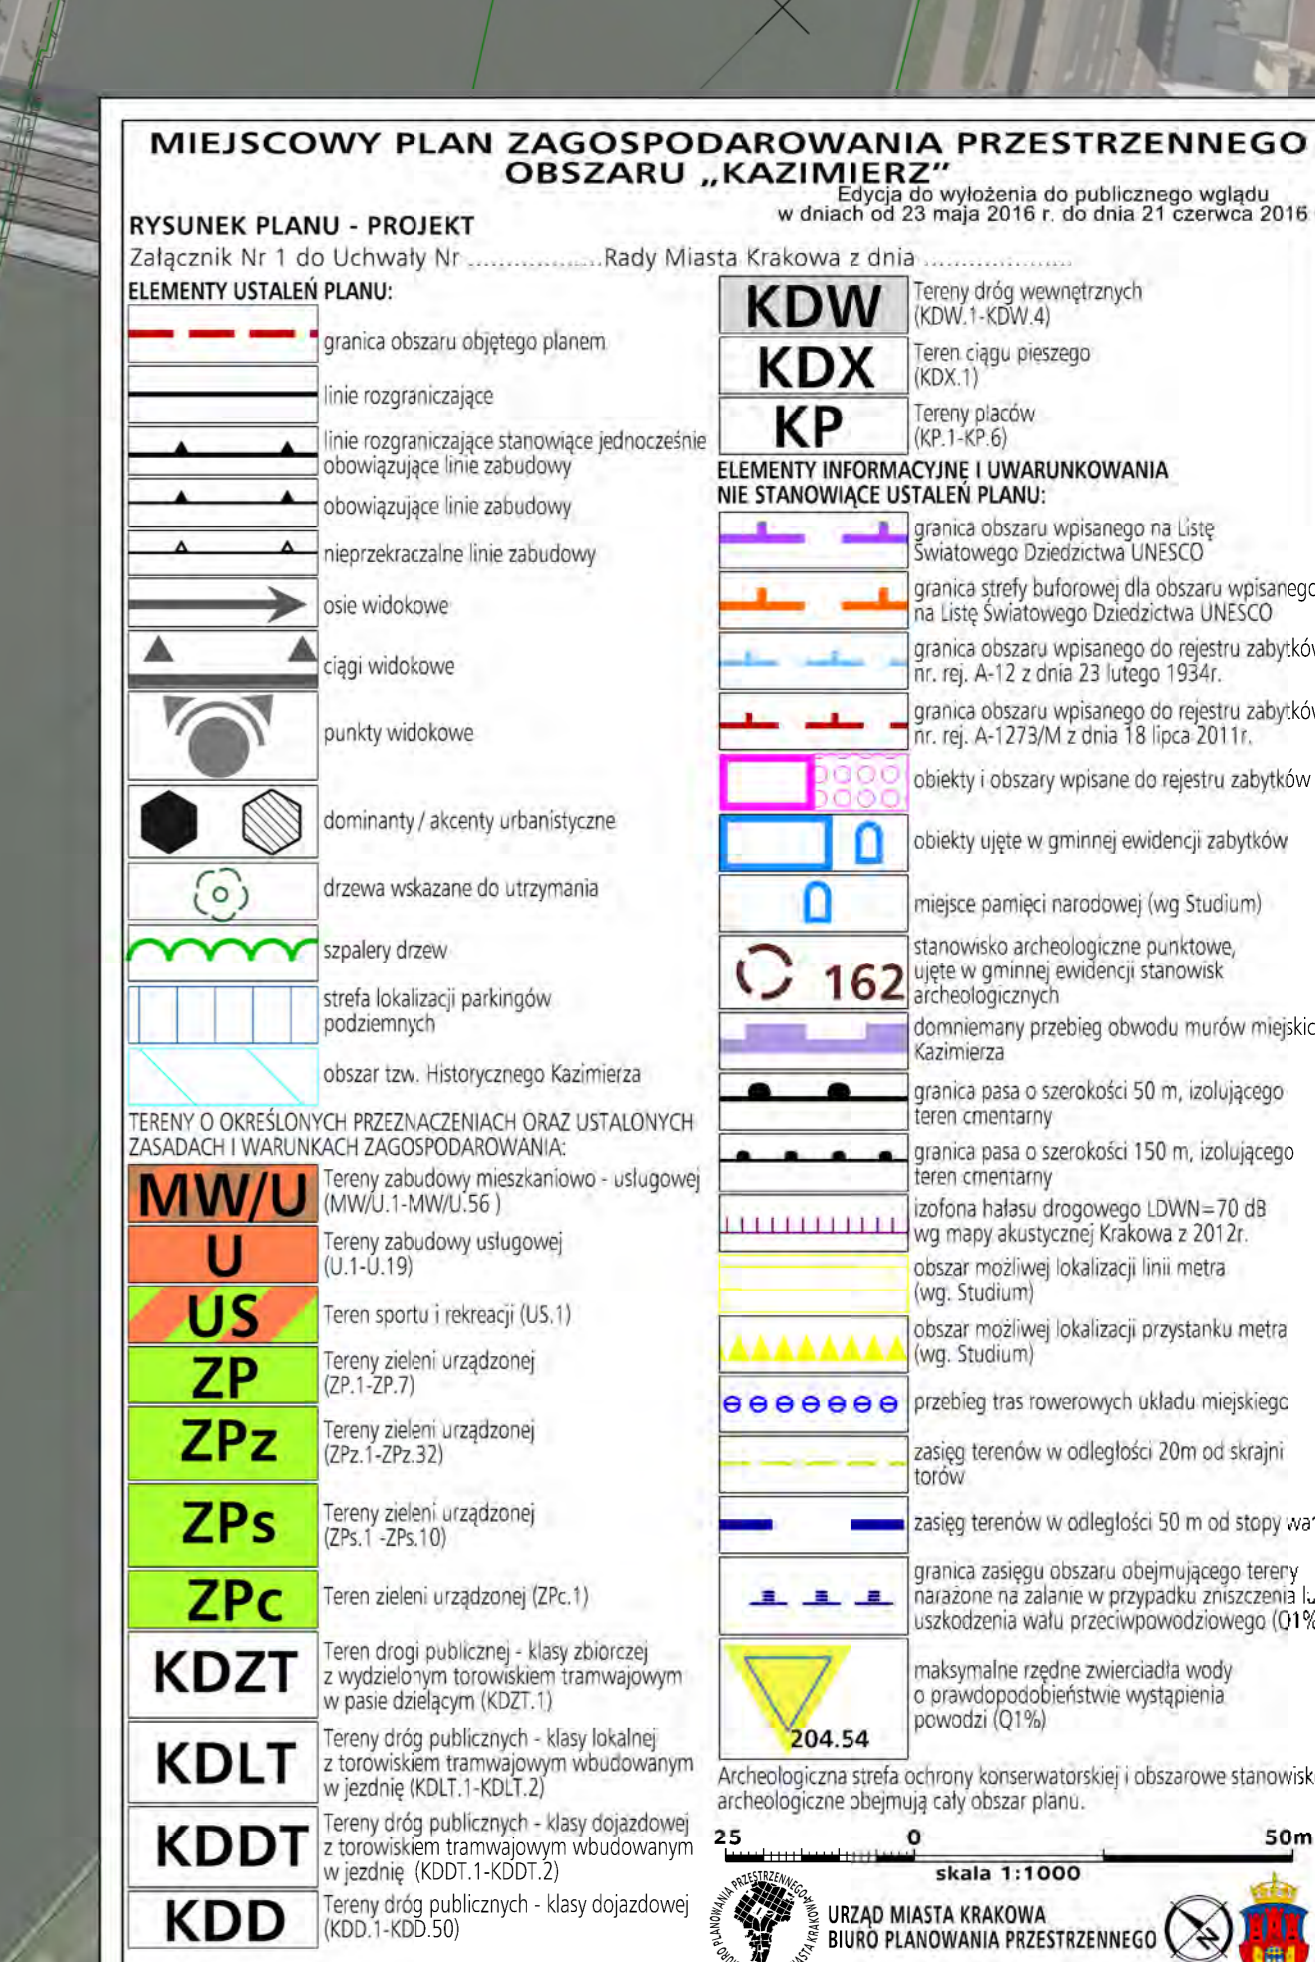 MIEJSCOWY PLAN ZAGOSPODAROWANIA PRZESTRZENNEGO
OBSZARU „KAZIMIERZ”
Edycja do wyłożenia do publicznego wglądu
w dniach od 23 maja 2016 r. do dnia 21 czerwca 2016
RYSUNEK PLANU - PROJEKT
Załącznik Nr 1 do Uchwały Nr ..................Rady Miasta Krakowa z dnia ....................
ELEMENTY USTALEŃ PLANU:
granica obszaru objętego planem
linie rozgraniczające
linie rozgraniczające stanowiące jednocześnie
obowiązujące linie zabudowy
obowiązujące linie zabudowy
nieprzekraczalne linie zabudowy
osie widokowe
ciągi widokowe
punkty widokowe
dominanty / akcenty urbanistyczne
drzewa wskazane do utrzymania
szpalery drzew
strefa lokalizacji parkingów
podziemnych
obszar tzw. Historycznego Kazimierza
TERENY O OKREŚLONYCH PRZEZNACZENIACH ORAZ USTALONYCH
ZASADACH I WARUNKACH ZAGOSPODAROWANIA:
MW/U
Tereny zabudowy mieszkaniowo - usługowej
(MW/U.1-MW/U.56 )
U
Tereny zabudowy usługowej
(U.1-U.19)
US
Teren sportu i rekreacji (US.1)
ZP
Tereny zieleni urządzonej
(ZP.1-ZP.7)
ZPz
Tereny zieleni urządzonej
(ZPz.1-ZPz.32)
ZPs
Tereny zieleni urządzonej
(ZPs.1 -ZPs.10)
ZPc
Teren zieleni urządzonej (ZPc.1)
KDZT
Teren drogi publicznej - klasy zbiorczej
z wydzielonym torowiskiem tramwajowym
w pasie dzielącym (KDZT.1)
KDLT
Tereny dróg publicznych - klasy lokalnej
z torowiskiem tramwajowym wbudowanym
w jezdnię (KDLT.1-KDLT.2)
KDDT
Tereny dróg publicznych - klasy dojazdowej
z torowiskiem tramwajowym wbudowanym
w jezdnię (KDDT.1-KDDT.2)
KDD
Tereny dróg publicznych - klasy dojazdowej
(KDD.1-KDD.50)
KDW
Tereny dróg wewnętrznych
(KDW.1-KDW.4)
KDX
Teren ciągu pieszego
(KDX.1)
KP
Tereny placów
(KP.1-KP.6)
ELEMENTY INFORMACYJNE I UWARUNKOWANIA
NIE STANOWIĄCE USTALEŃ PLANU:
granica obszaru wpisanego na Listę
Światowego Dziedzictwa UNESCO
granica strefy buforowej dla obszaru wpisanego
na Listę Światowego Dziedzictwa UNESCO
granica obszaru wpisanego do rejestru zabytków
nr. rej. A-12 z dnia 23 lutego 1934r.
granica obszaru wpisanego do rejestru zabytków
nr. rej. A-1273/M z dnia 18 lipca 2011r.
obiekty i obszary wpisane do rejestru zabytków
obiekty ujęte w gminnej ewidencji zabytków
miejsce pamięci narodowej (wg Studium)
162
stanowisko archeologiczne punktowe,
ujęte w gminnej ewidencji stanowisk
archeologicznych
domniemany przebieg obwodu murów miejskic
Kazimierza
granica pasa o szerokości 50 m, izolującego
teren cmentarny
granica pasa o szerokości 150 m, izolującego
teren cmentarny
izofona hałasu drogowego LDWN=70 dB
wg mapy akustycznej Krakowa z 2012r.
obszar możliwej lokalizacji linii metra
(wg. Studium)
obszar możliwej lokalizacji przystanku metra
(wg. Studium)
przebieg tras rowerowych układu miejskiego
zasięg terenów w odległości 20m od skrajni
torów
zasięg terenów w odległości 50 m od stopy
granica zasięgu obszaru obejmującego tereny
narażone na zalanie w przypadku zniszczenia
uszkodzenia wału przeciwpowodziowego (Q1%
204.54
maksymalne rzędne zwierciadła wody
o prawdopodobieństwie wystąpienia
powodzi (Q1%)
Archeologiczna strefa ochrony konserwatorskiej i obszarowe stanowisk
archeologiczne obejmują cały obszar planu.
25 0 50m
skala 1:1000
URZĄD MIASTA KRAKOWA
BIURO PLANOWANIA PRZESTRZENNEGO